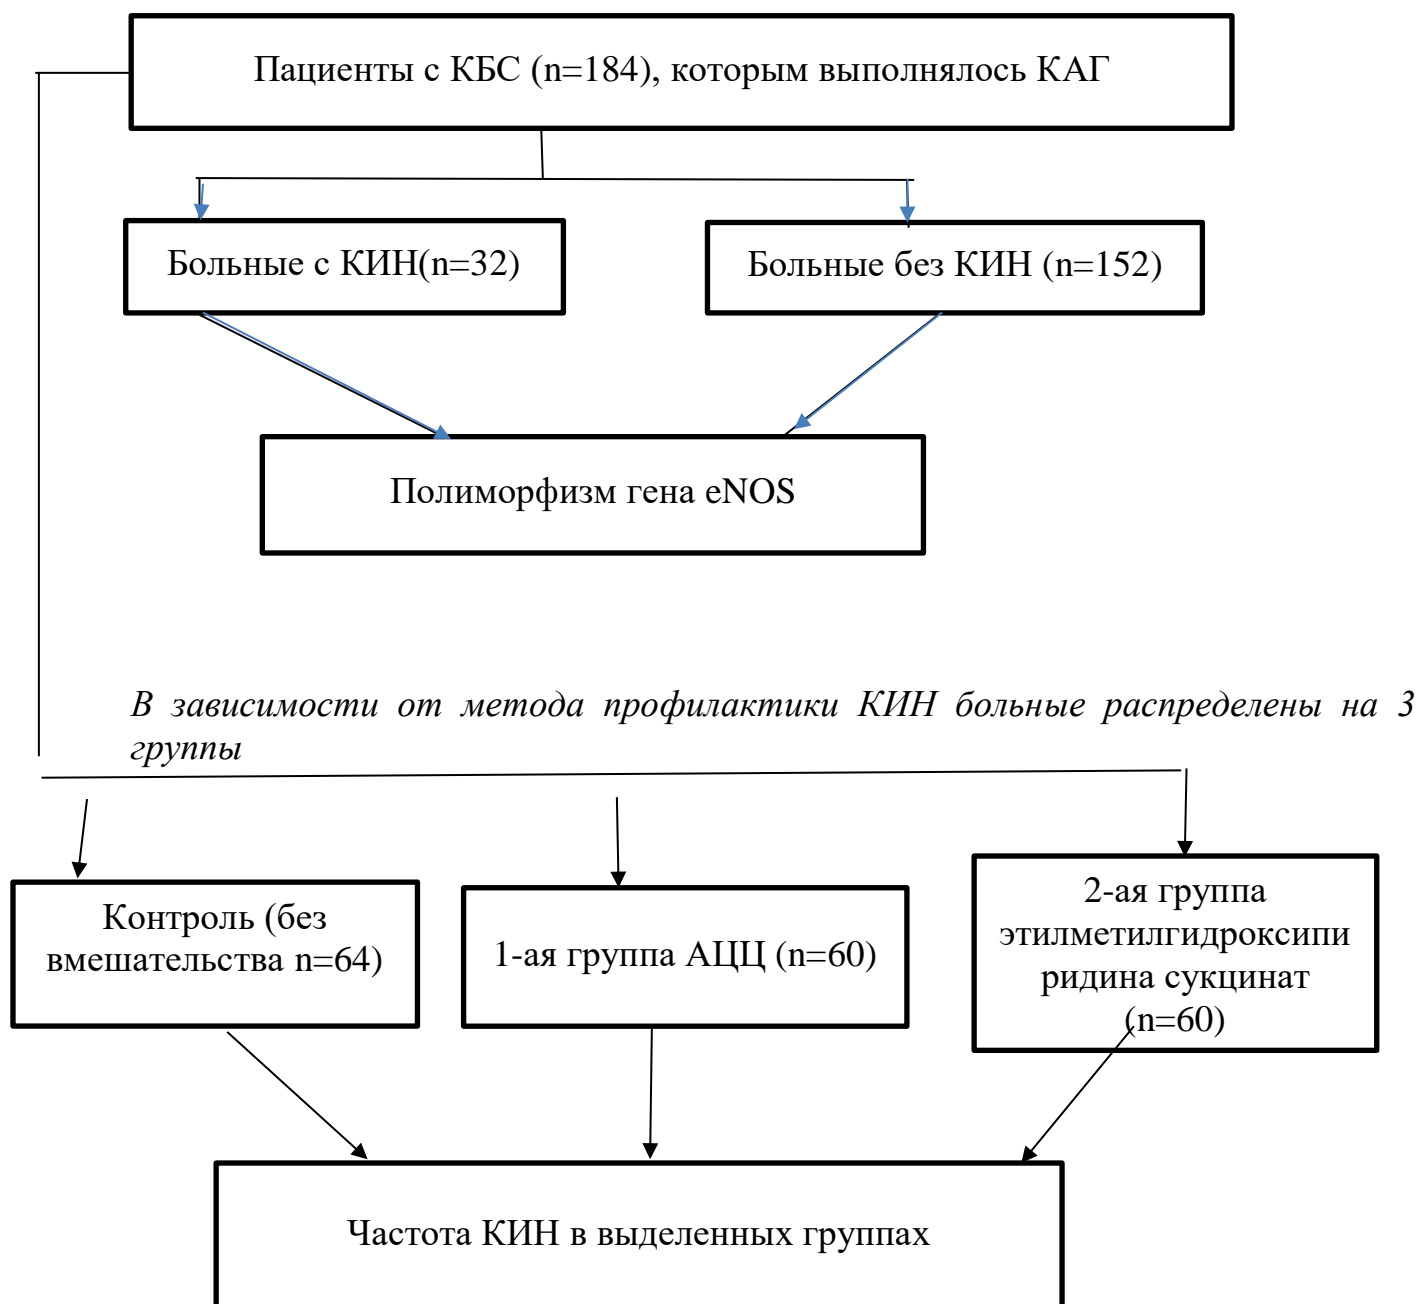 Пациенты с КБС (n=184), которым выполнялось КАГ
Больные с КИН(n=32)
Больные без КИН (n=152)
Полиморфизм гена eNOS
В зависимости от метода профилактики КИН больные распределены на 3
группы
Контроль (без
вмешательства n=64)
1-ая группа АЦЦ (n=60)
2-ая группа
этилметилгидроксипи
ридина сукцинат
(n=60)
Частота КИН в выделенных группах